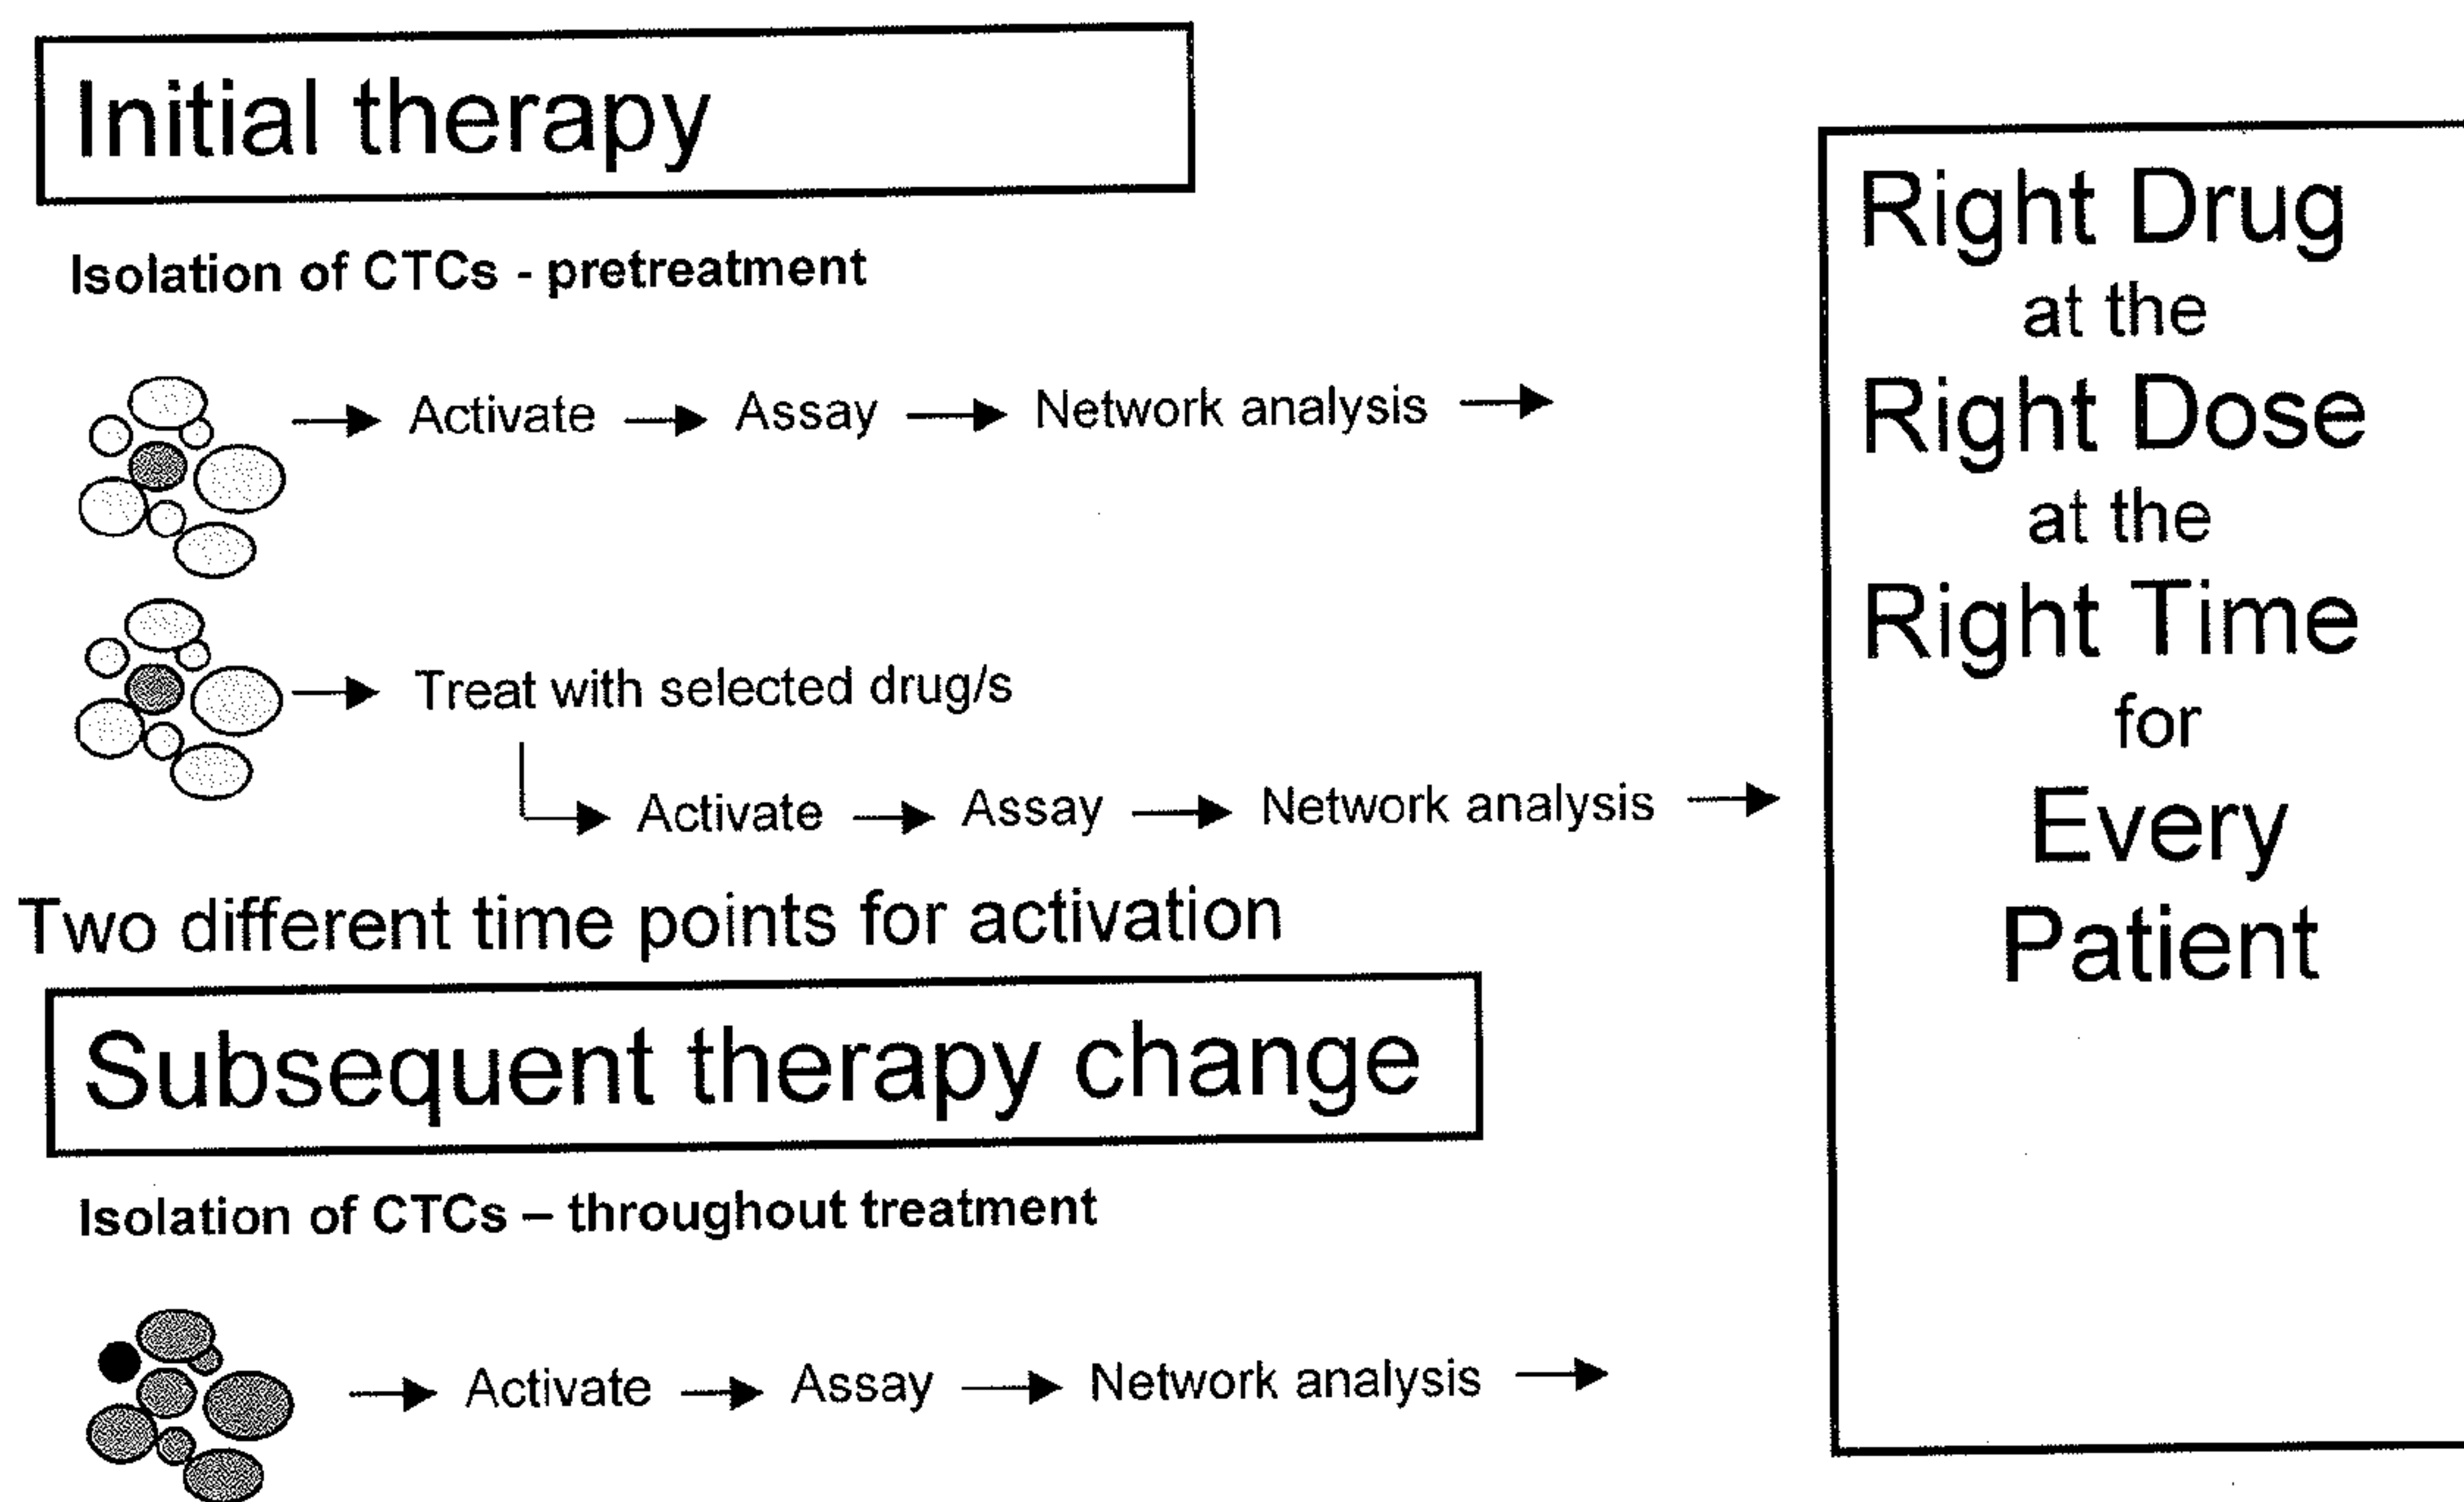 Initial therapy
Isolation of CTCs - pretreatment
Activate Assay Network analysis
Treat with selected drug/s
Activate Assay Network analysis
Two different time points for activation
Subsequent therapy change
Isolation of CTCs – throughout treatment
Activate Assay Network analysis
Right Drug
at the
Right Dose
at the
Right Time
for
Every
Patient